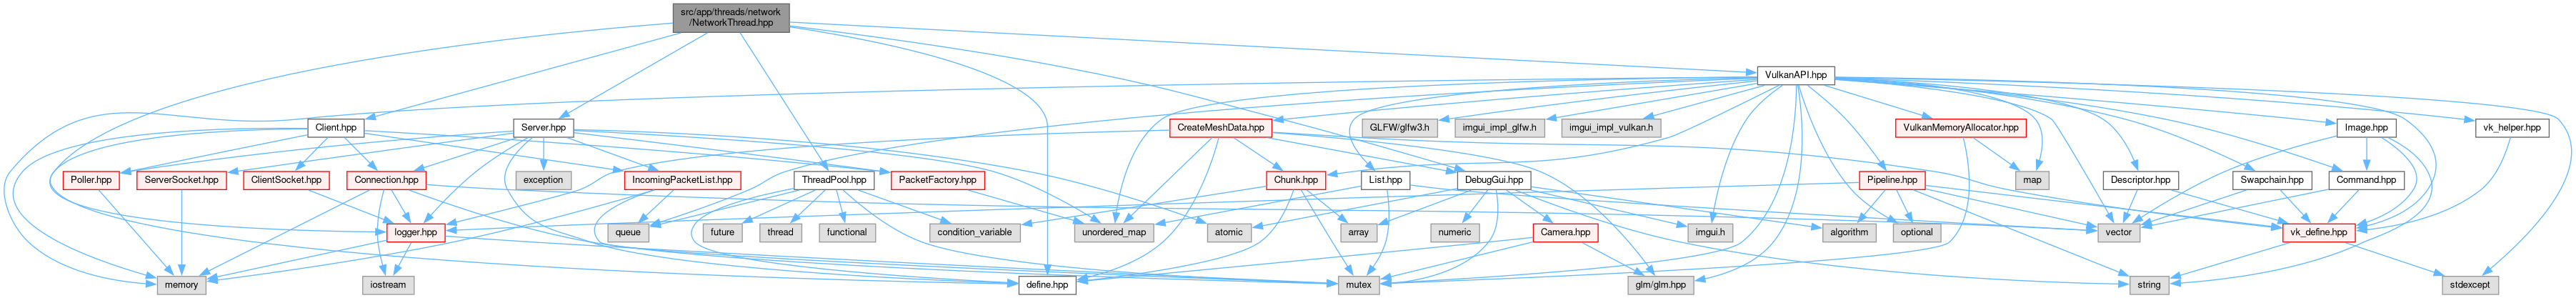 src/app/threads/network
/NetworkThread.hpp
VulkanAPI.hpp
Client.hpp
Server.hpp
CreateMeshData.hpp
GLFW/glfw3.h
imgui_impl_glfw.h
imgui_impl_vulkan.h
VulkanMemoryAllocator.hpp
Image.hpp
vk_helper.hpp
Poller.hpp
ServerSocket.hpp
ClientSocket.hpp
Connection.hpp
exception
IncomingPacketList.hpp
ThreadPool.hpp
PacketFactory.hpp
Chunk.hpp
List.hpp
DebugGui.hpp
Pipeline.hpp
map
Descriptor.hpp
Swapchain.hpp
Command.hpp
logger.hpp
queue
future
thread
functional
condition_variable
unordered_map
atomic
array
numeric
Camera.hpp
imgui.h
algorithm
optional
vector
vk_define.hpp
memory
iostream
define.hpp
mutex
glm/glm.hpp
string
stdexcept